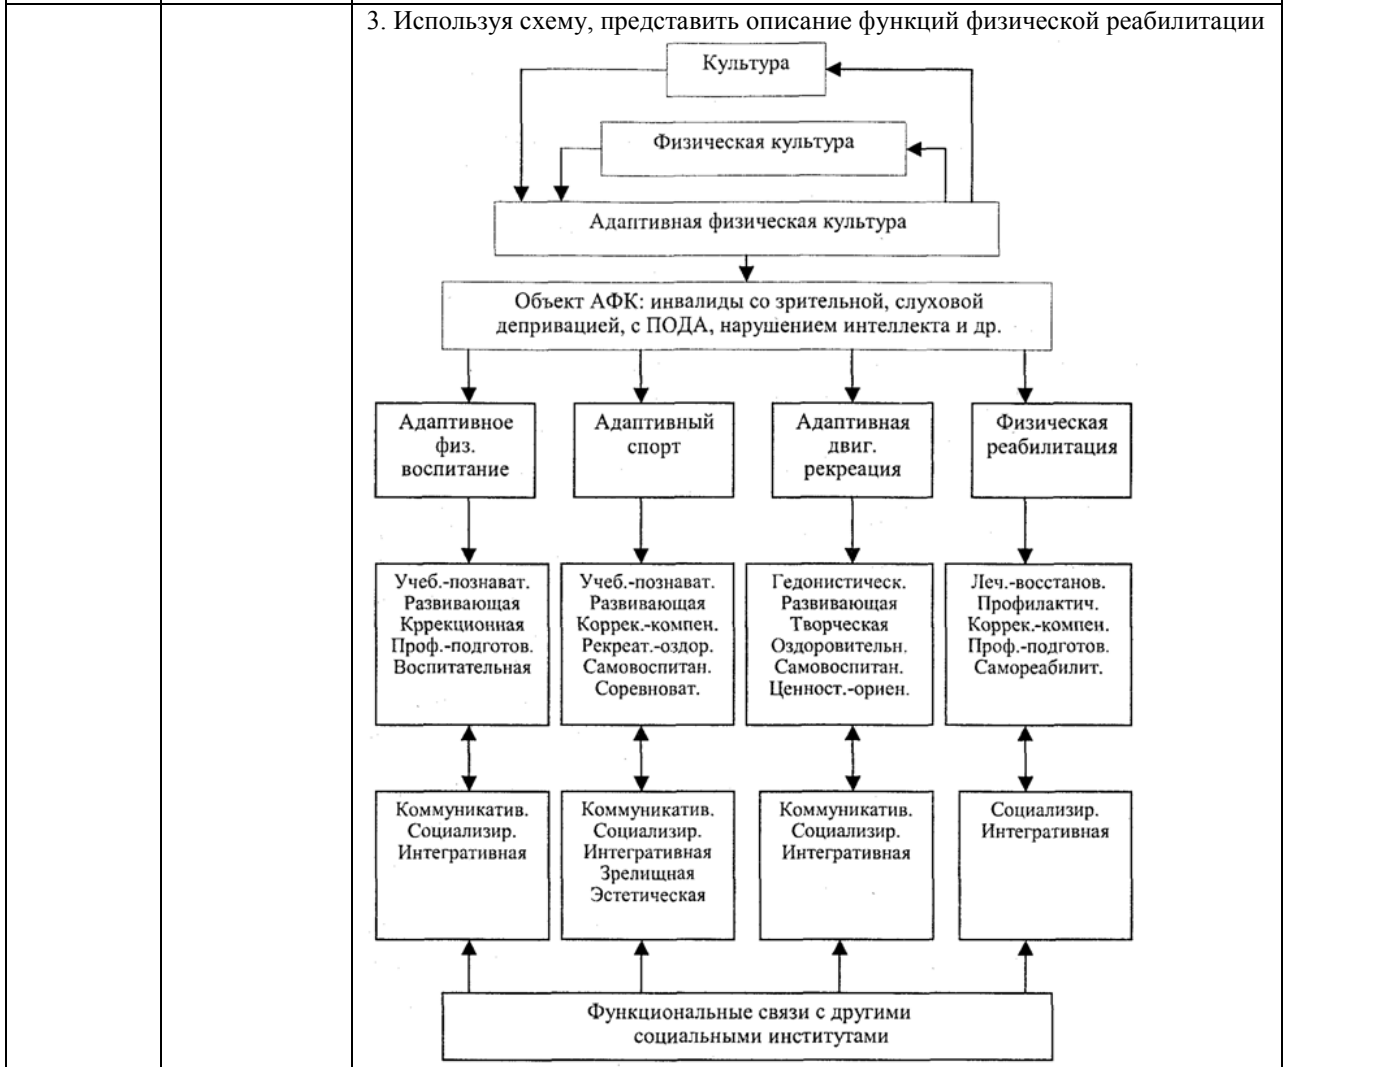 3. Используя схему, представить описание функций физической реабилитации
Культура
Физическая культура
Адаптивная физическая культура
Объект АФК: инвалиды со зрительной, слуховой
депривацией, с ПОДА, нарушением интеллекта и др.
Адаптивное
физ.
воспитание
Адаптивный
спорт
Адаптивная
двиг.
рекреация
Физическая
реабилитация
Учеб.-познават.
Развивающая
Кррекционная
Проф.-подготов.
Воспитательная
Учеб.-познават.
Развивающая
Коррек.-компен.
Рекреат.-оздор.
Самовоспитан.
Соревноват.
Гедонистическ.
Развивающая
Творческая
Оздоровительн.
Самовоспитан.
Ценност.-ориен.
Леч.-восстанов.
Профилактич.
Коррек.-компен.
Проф.-подготов.
Самореабилит.
Коммуникатив.
Социализир.
Интегративная
Коммуникатив.
Социализир.
Интегративная
Зрелищная
Эстетическая
Коммуникатив.
Социализир.
Интегративная
Социализир.
Интегративная
Функциональные связи с другими
социальными институтами